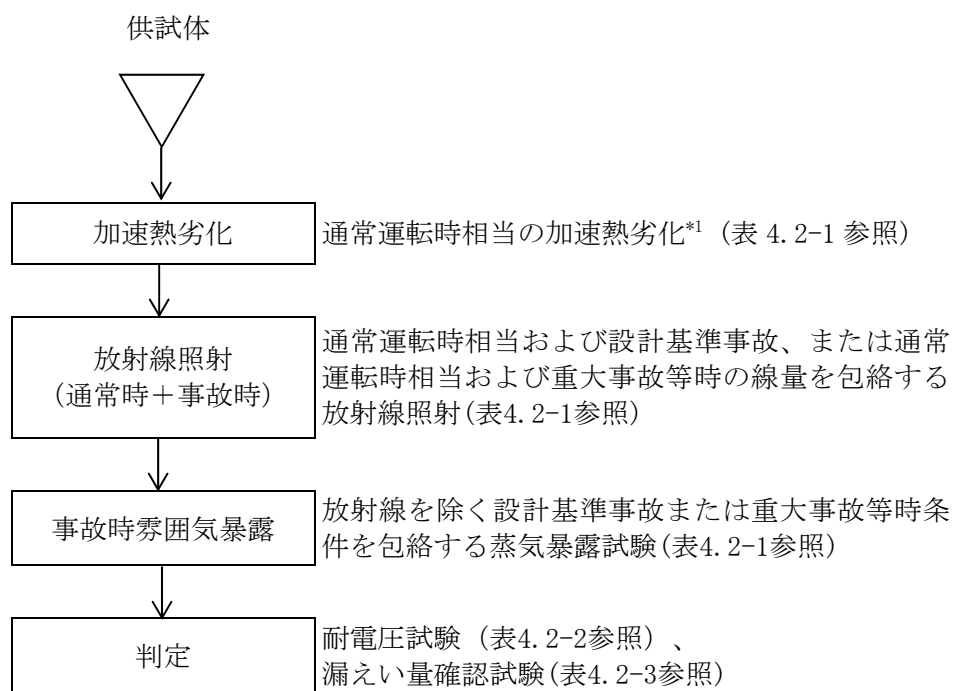 供試体
加速熱劣化
通常運転時相当の加速熱劣化*1 (表 4.2-1 参照)
放射線照射
(通常時+事故時)
通常運転時相当および設計基準事故、または通常
運転時相当および重大事故等時の線量を包絡する
放射線照射(表4.2-1参照)
事故時雰囲気暴露
放射線を除く設計基準事故または重大事故等時条
件を包絡する蒸気暴露試験(表4.2-1参照)
判定
耐電圧試験 (表4.2-2参照) 、
漏えい量確認試験(表4.2-3参照)